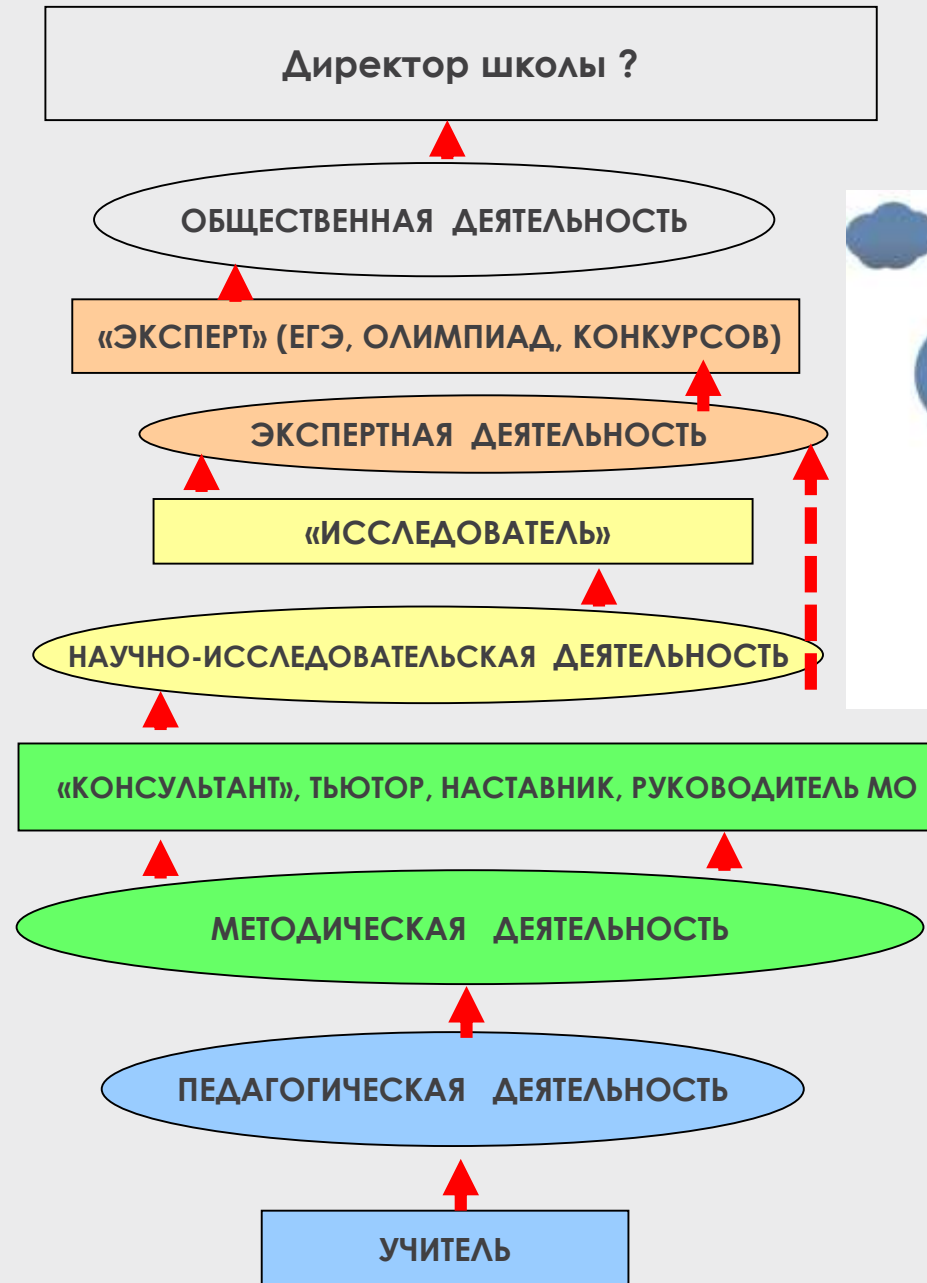 Директор школы ?
ОБЩЕСТВЕННАЯ ДЕЯТЕЛЬНОСТЬ
«ЭКСПЕРТ» (ЕГЭ, ОЛИМПИАД, КОНКУРСОВ)
ЭКСПЕРТНАЯ ДЕЯТЕЛЬНОСТЬ
«ИССЛЕДОВАТЕЛЬ»
НАУЧНО-ИССЛЕДОВАТЕЛЬСКАЯ ДЕЯТЕЛЬНОСТЬ
«КОНСУЛЬТАНТ», ТЬЮТОР, НАСТАВНИК, РУКОВОДИТЕЛЬ МО
МЕТОДИЧЕСКАЯ ДЕЯТЕЛЬНОСТЬ
ПЕДАГОГИЧЕСКАЯ ДЕЯТЕЛЬНОСТЬ
УЧИТЕЛЬ